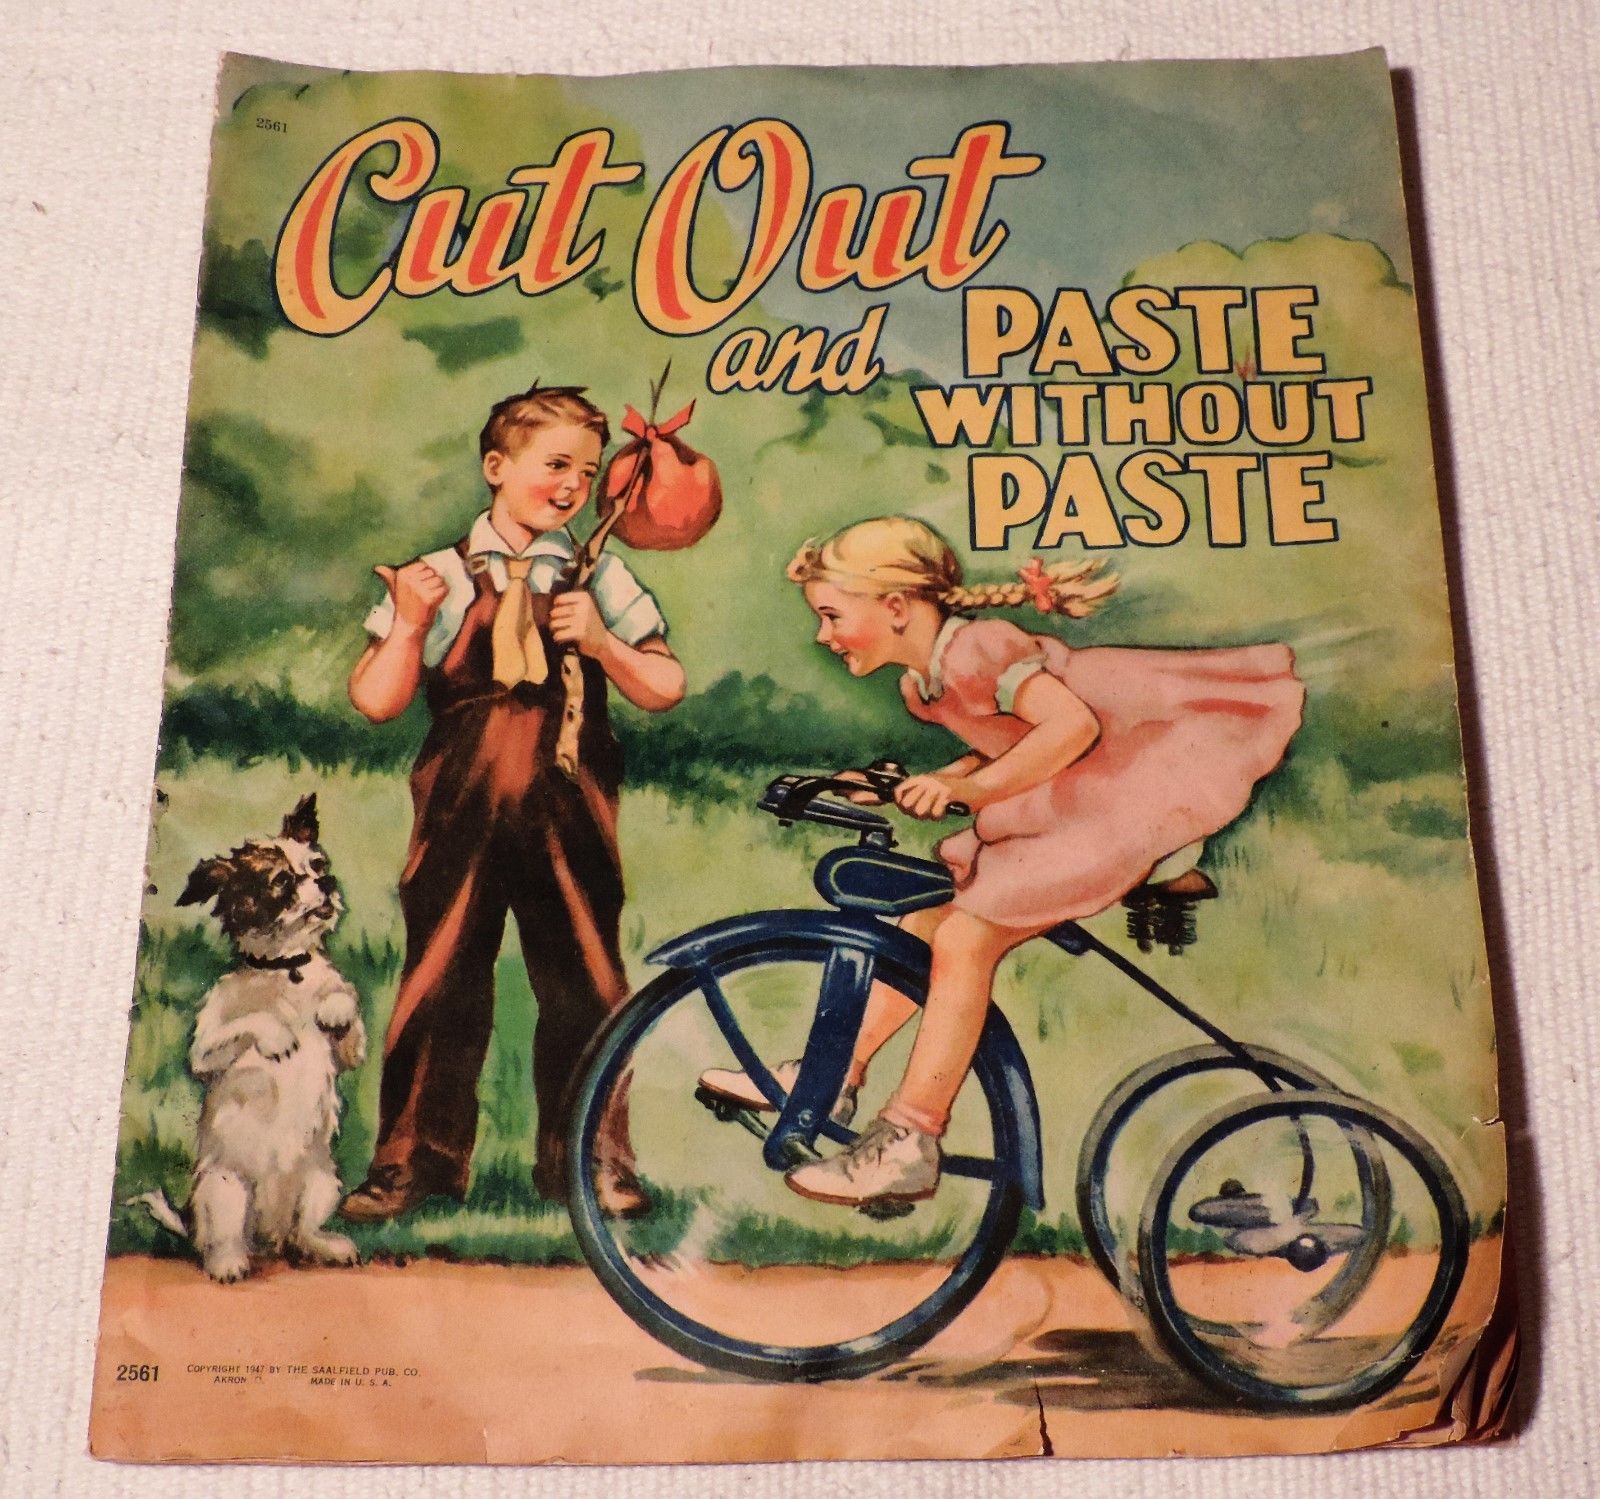 2561
Cut Out
and PASTE
WITHOUT
PASTE
2561
COPYRIGHT 1947 BY THE SAALFIELD PUB. CO.
AKRON O. MADE IN U. S. A.